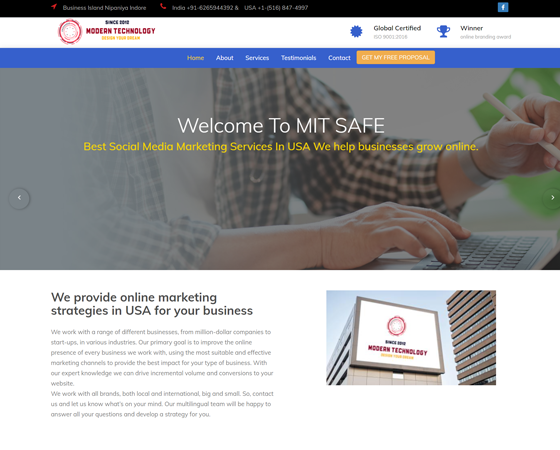 Business Island Nipaniya Indore
India +91-6265944392 & USA +1-(516) 847-4997
SINCE 2010
MODERN TECHNOLOGY
DESIGN YOUR DREAM
Global Certified
ISO 9001:2016
Winner
online branding award
Home About Services Testimonials Contact GET MY FREE PROPOSAL
Welcome To MIT SAFE
Best Social Media Marketing Services In USA We help businesses grow online.
We provide online marketing
strategies in USA for your business
We work with a range of different businesses, from million-dollar companies to
start-ups, in various industries. Our primary goal is to improve the online
presence of every business we work with, using the most suitable and effective
marketing channels to provide the best impact for your type of business. With
our expert knowledge we can drive incremental volume and conversions to your
website.
We work with all brands, both local and international, big and small. So, contact
us and let us know what's on your mind. Our multilingual team will be happy to
answer all your questions and develop a strategy for you.
SINCE 2010
MODERN TECHNOLOGY
DESIGN YOUR DREAM